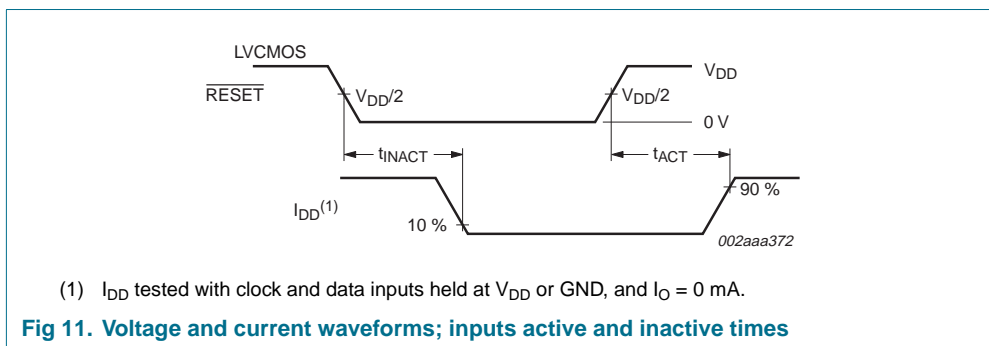 LVCMOS
RESET
VDD/2
VDD/2
VDD
0 V
tINACT
tACT
IDD(1)
10 %
90 %
002aaa372
(1) IDD tested with clock and data inputs held at VDD or GND, and IO = 0 mA.
Fig 11. Voltage and current waveforms; inputs active and inactive times